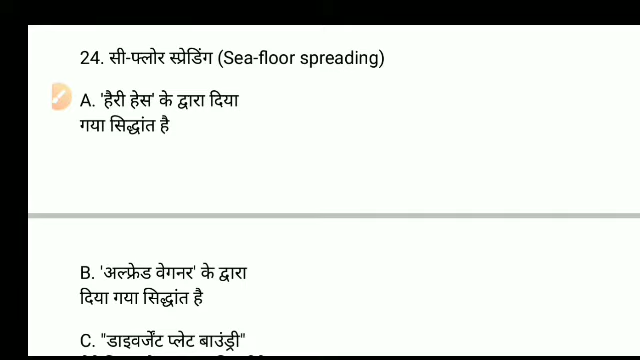 24. सी-फ्लोर स्प्रेडिंग (Sea-floor spreading)
A. 'हैरी हेस' के द्वारा दिया
गया सिद्धांत है
B. 'अल्फ्रेड वेगनर' के द्वारा
दिया गया सिद्धांत है
C. "डाइवर्जेंट प्लेट बाउंड्री"